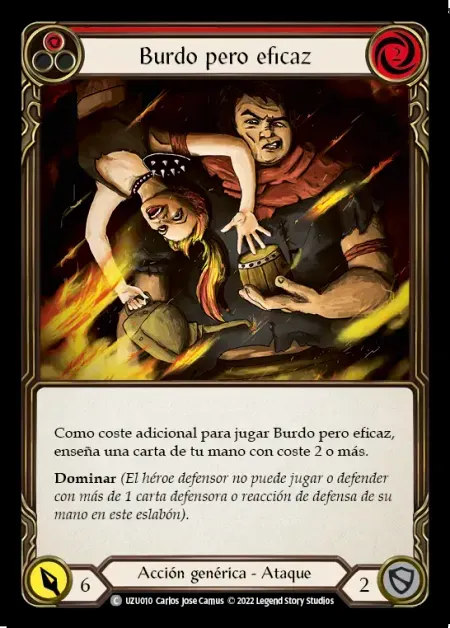 Burdo pero eficaz
2
Como coste adicional para jugar Burdo pero eficaz,
enseña una carta de tu mano con coste 2 o más.
Dominar (El héroe defensor no puede jugar o defender
con más de 1 carta defensora o reacción de defensa de su
mano en este eslabón).
6
Acción genérica - Ataque
2
C UZU010 Carlos Jose Camus © 2022 Legend Story Studios